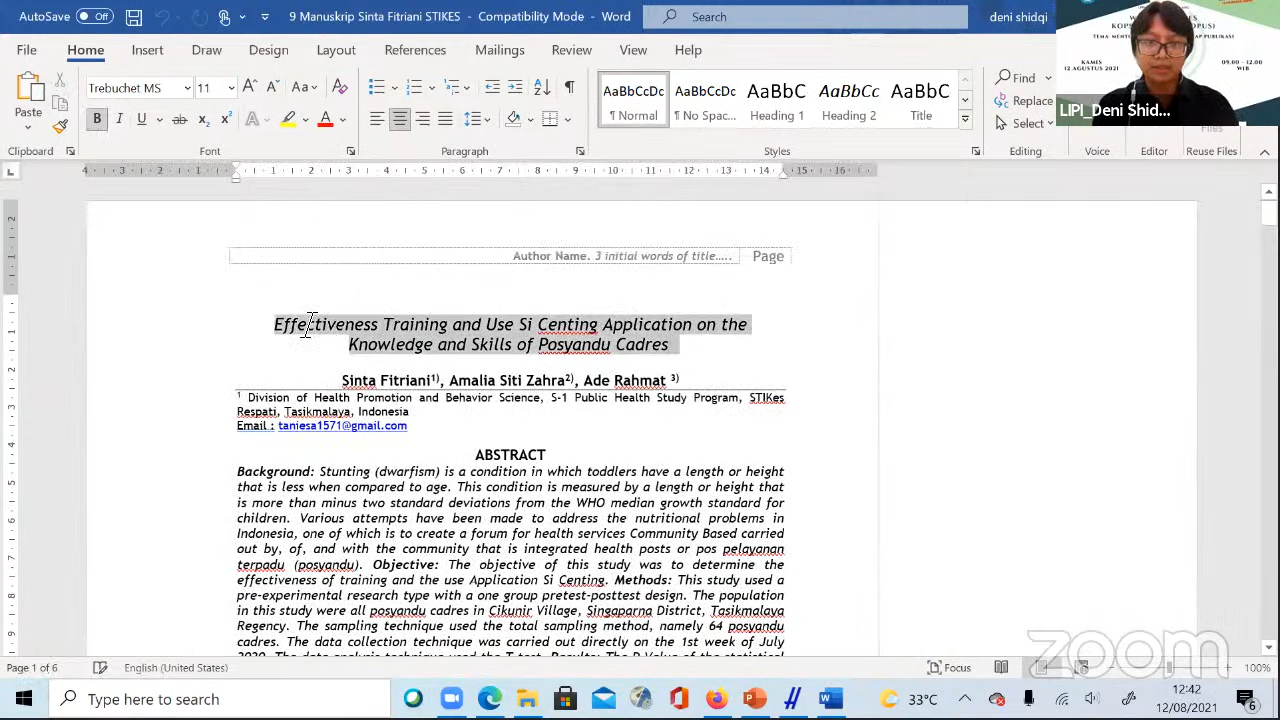 AutoSave Off
9 Manuskrip Sinta Fitriani STIKES - Compatibility Mode - Word
Search
deni shidqi
File Home Insert Draw Design Layout References Mailings Review View Help
KAMIS
12 AGUSTUS 2021
09.00 - 12.00
WIB
LIPI_Deni Shid...
Paste
Trebuchet MS
11
AaBbCcDc AaBbCcDc AaBbC AaBbCc AaBbC
¶ Normal ¶ No Spac... Heading 1 Heading 2 Title
Find
Replace
Select
Files
Clipboard Font Paragraph Styles Editing Voice Editor Reuse Files
Author Name. 3 initial words of title..... Page
Effectiveness Training and Use Si Centing Application on the
Knowledge and Skills of Posyandu Cadres
Sinta Fitriani1), Amalia Siti Zahra2), Ade Rahmat 3)
1 Division of Health Promotion and Behavior Science, S-1 Public Health Study Program, STIKes
Respati, Tasikmalaya, Indonesia
Email : taniesa1571@gmail.com
ABSTRACT
Background: Stunting (dwarfism) is a condition in which toddlers have a length or height
that is less when compared to age. This condition is measured by a length or height that
is more than minus two standard deviations from the WHO median growth standard for
children. Various attempts have been made to address the nutritional problems in
Indonesia, one of which is to create a forum for health services Community Based carried
out by, of, and with the community that is integrated health posts or pos pelayanan
terpadu (posyandu). Objective: The objective of this study was to determine the
effectiveness of training and the use Application Si Centing. Methods: This study used a
pre-experimental research type with a one group pretest-posttest design. The population
in this study were all posyandu cadres in Cikunir Village, Singaparna District, Tasikmalaya
Regency. The sampling technique used the total sampling method, namely 64 posyandu
cadres. The data collection technique was carried out directly on the 1st week of July
2020. The data analysis technique used the T-test. Results: The P Value of the statistical
zoom
Page 1 of 6 English (United States) Focus 100%
Type here to search
33°C
12:42
12/08/2021
6